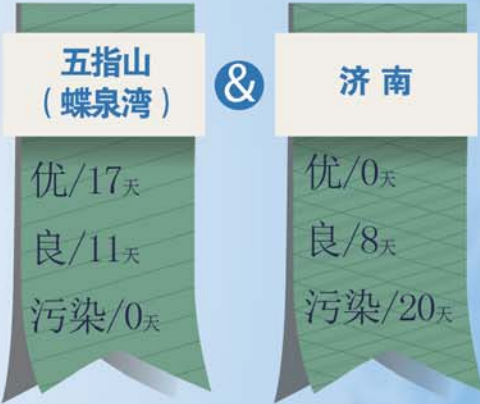 五指山
（蝶泉湾）
&
济南
优/17天
良/11天
污染/0天
优/0天
良/8天
污染/20天